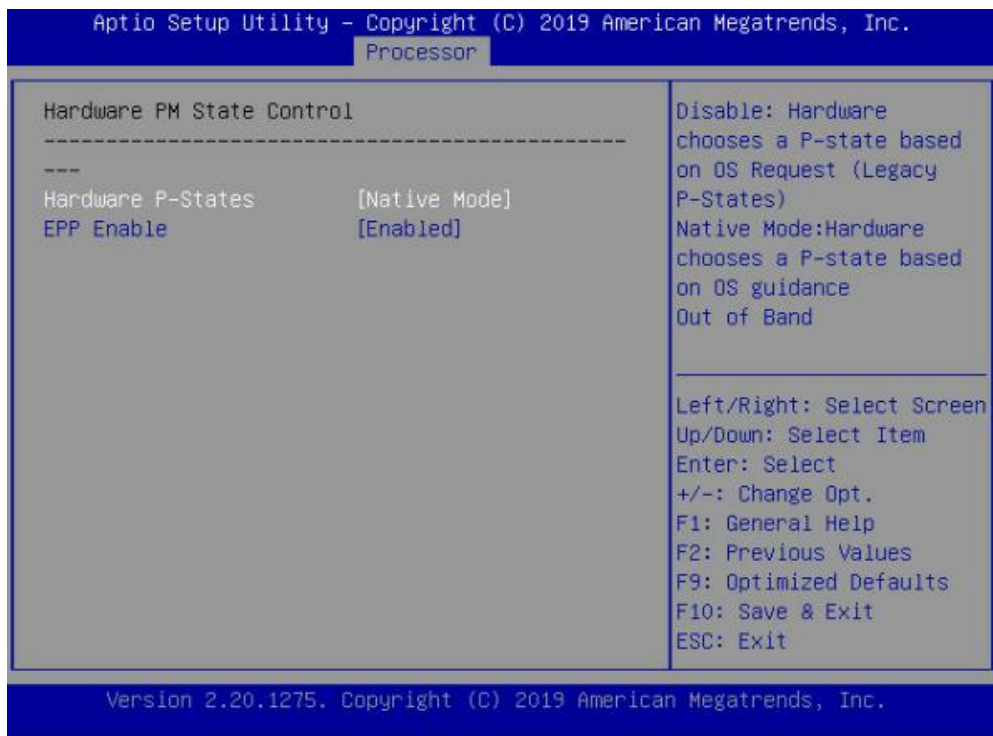 Aptio Setup Utility – Copyright (C) 2019 American Megatrends, Inc.
Processor
Hardware PM State Control
------------------------------------------------
---
Hardware P-States [Native Mode]
EPP Enable [Enabled]
Disable: Hardware
chooses a P-state based
on OS Request (Legacy
P-States)
Native Mode:Hardware
chooses a P-state based
on OS guidance
Out of Band
Left/Right: Select Screen
Up/Down: Select Item
Enter: Select
+/-: Change Opt.
F1: General Help
F2: Previous Values
F9: Optimized Defaults
F10: Save & Exit
ESC: Exit
Version 2.20.1275. Copyright (C) 2019 American Megatrends, Inc.